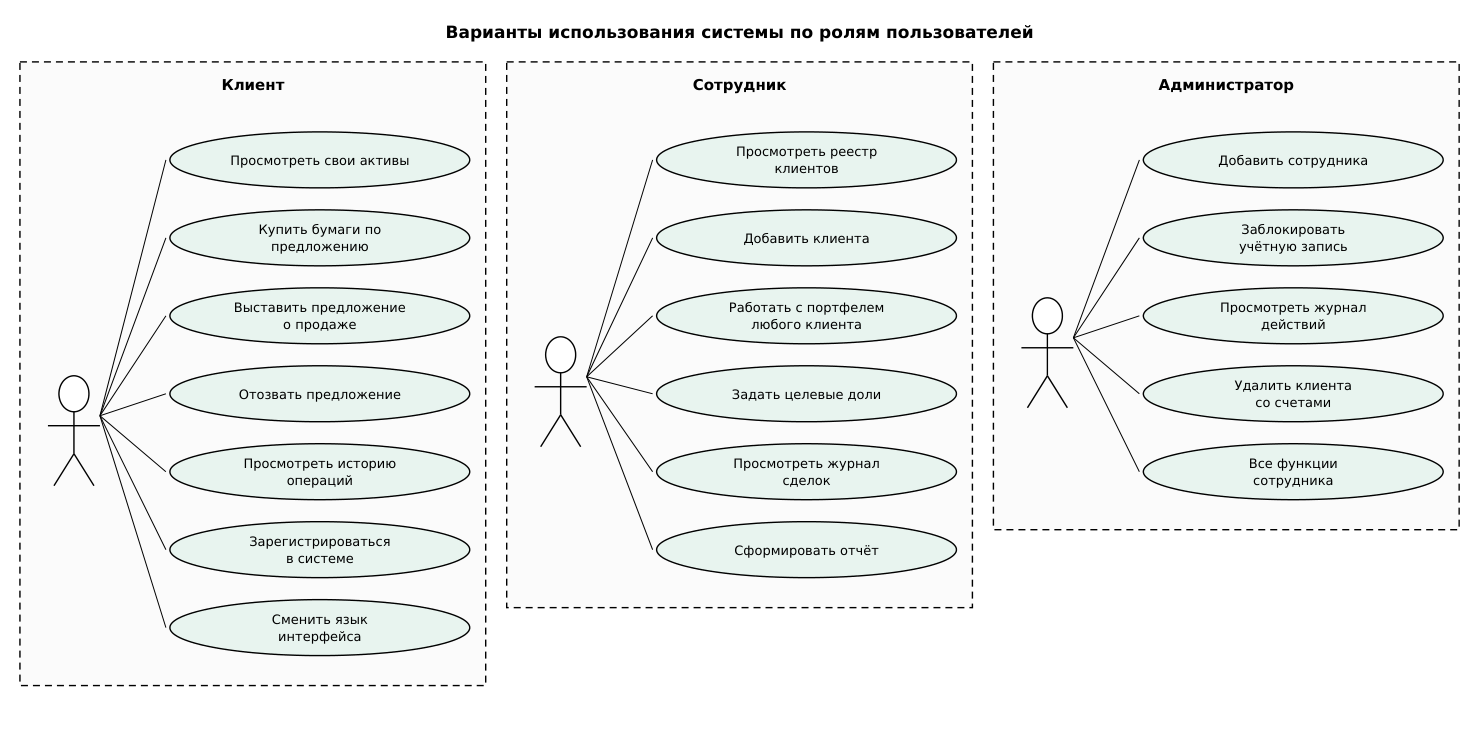 Варианты использования системы по ролям пользователей
Клиент
Просмотреть свои активы
Купить бумаги по
предложению
Выставить предложение
о продаже
Отозвать предложение
Просмотреть историю
операций
Зарегистрироваться
в системе
Сменить язык
интерфейса
Сотрудник
Просмотреть реестр
клиентов
Добавить клиента
Работать с портфелем
любого клиента
Задать целевые доли
Просмотреть журнал
сделок
Сформировать отчёт
Администратор
Добавить сотрудника
Заблокировать
учётную запись
Просмотреть журнал
действий
Удалить клиента
со счетами
Все функции
сотрудника